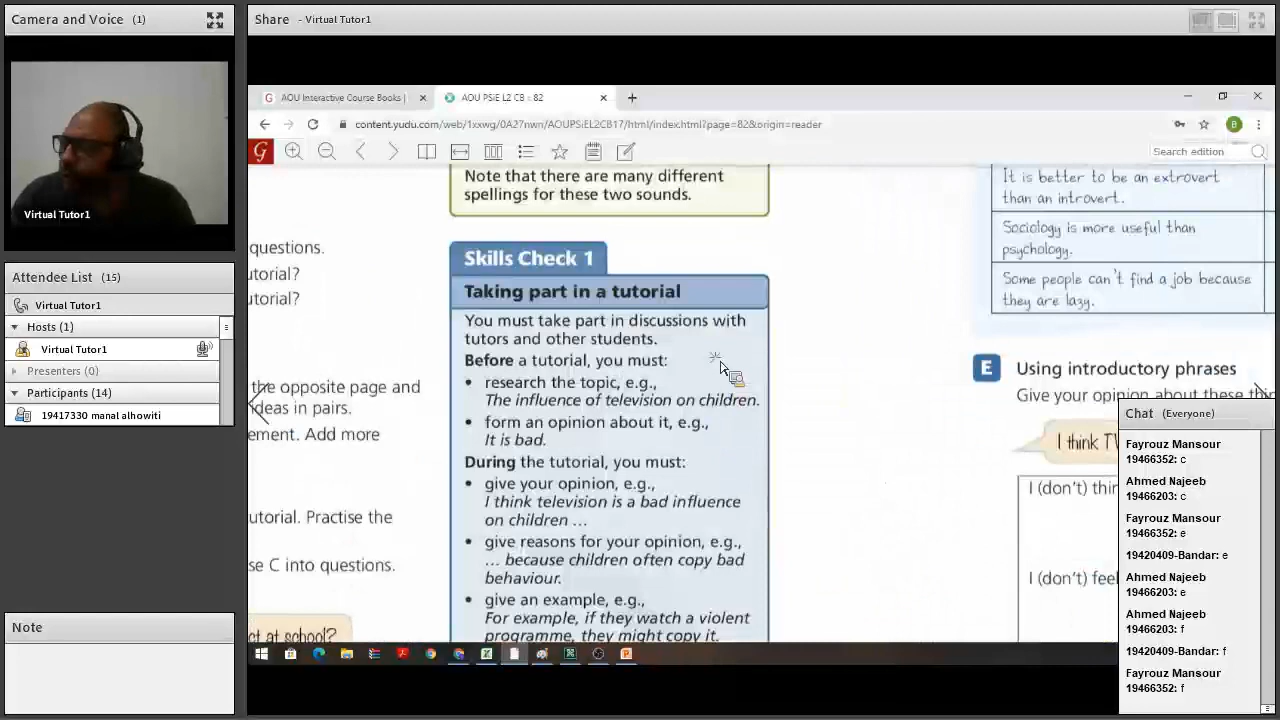 Camera and Voice (1)
Virtual Tutor1
Attendee List (15)
Virtual Tutor1
Hosts (1)
Virtual Tutor1
Presenters (0)
Participants (14)
19417330 manal alhowiti
Note
Share - Virtual Tutor1
AOU Interactive Course Books |
AOU PSiE L2 CB : 82
content.yudu.com/web/1xxwg/0A27nwn/AOUPSiEL2CB17/html/index.html?page=82&origin=reader
B
G
Search edition
questions.
utorial?
utorial?
the opposite page and
ideas in pairs.
ement. Add more
utorial. Practise the
se C into questions.
ct at school?
Note that there are many different
spellings for these two sounds.
Skills Check 1
Taking part in a tutorial
You must take part in discussions with
tutors and other students.
Before a tutorial, you must:
• research the topic, e.g.,
The influence of television on children.
• form an opinion about it, e.g.,
It is bad.
During the tutorial, you must:
• give your opinion, e.g.,
I think television is a bad influence
on children …
• give reasons for your opinion, e.g.,
… because children often copy bad
behaviour.
• give an example, e.g.,
For example, if they watch a violent
programme, they might copy it.
It is better to be an extrovert
than an introvert.
Sociology is more useful than
psychology.
Some people can't find a job because
they are lazy.
E Using introductory phrases
Give your opinion about these thi
I think TV
I (don't) thin
I (don't) feel
Chat (Everyone)
Fayrouz Mansour
19466352: c
Ahmed Najeeb
19466203: c
Fayrouz Mansour
19466352: e
19420409-Bandar: e
Ahmed Najeeb
19466203: e
Ahmed Najeeb
19466203: f
19420409-Bandar: f
Fayrouz Mansour
19466352: f